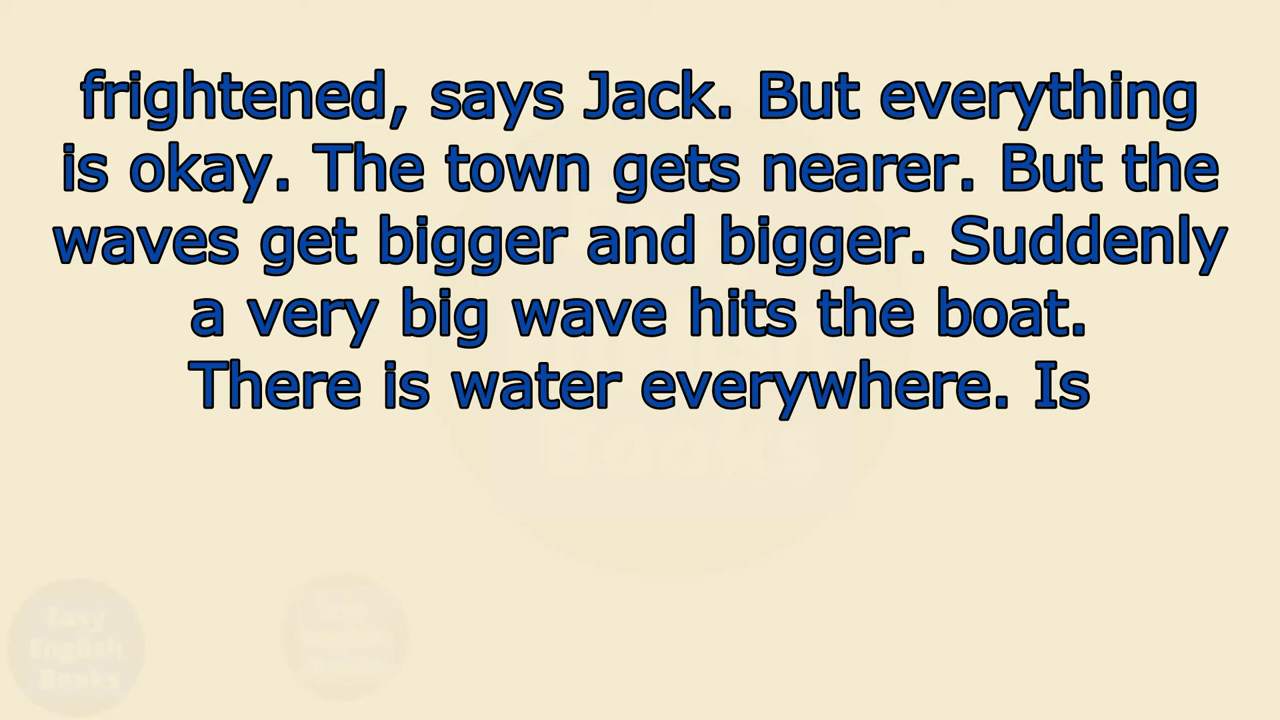 frightened, says Jack. But everything
is okay. The town gets nearer. But the
waves get bigger and bigger. Suddenly
a very big wave hits the boat.
There is water everywhere. Is
Books
Easy
English
Books